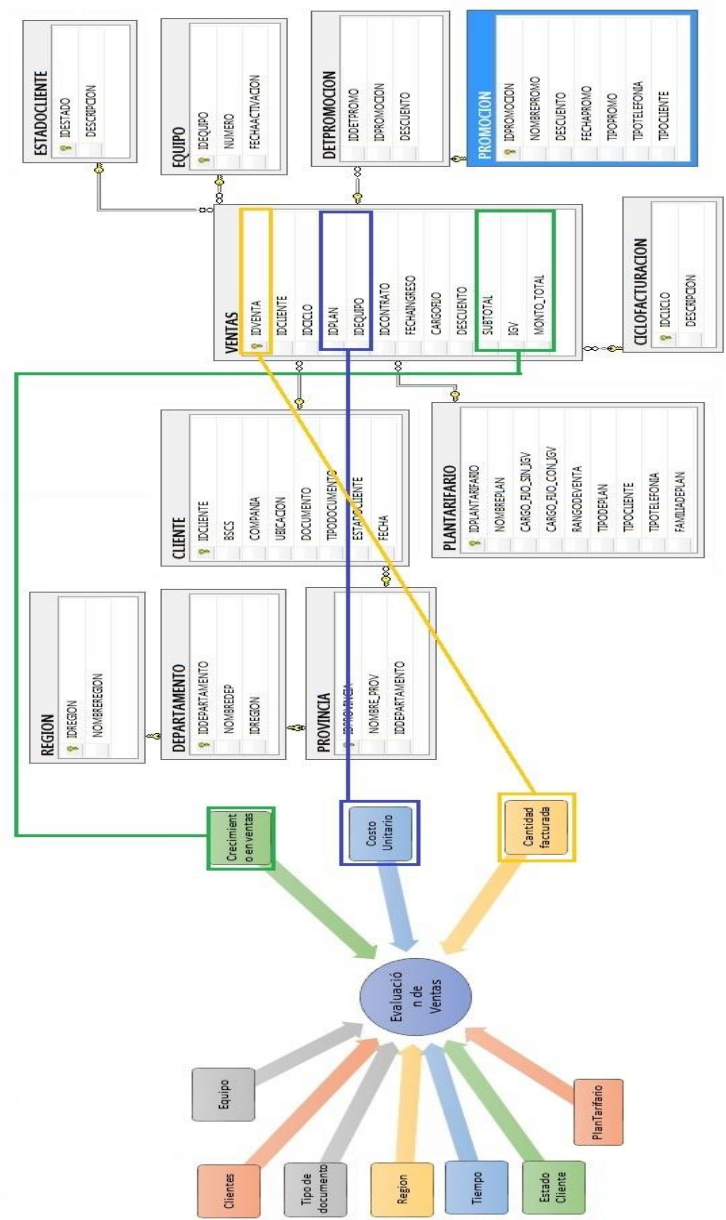 Equipo
Clientes
Tipo de
documento
Region
Tiempo
Estado
Cliente
PlanTarifario
Evaluació
n de
Ventas
Crecimient
o en ventas
Costo
Unitario
Cantidad
facturada
REGION
IDREGION
NOMBREREGION
DEPARTAMENTO
IDDEPARTAMENTO
NOMBREDEP
IDREGION
PROVINCIA
IDPROVINCIA
NOMBRE_PROV
IDDEPARTAMENTO
CLIENTE
IDCLIENTE
BSCS
COMPANIA
UBICACION
DOCUMENTO
TIPODOCUMENTO
ESTADOCLIENTE
FECHA
PLANTARIFARIO
IDPLANTARIFARIO
NOMBREPLAN
CARGO_FIJO_SIN_IGV
CARGO_FIJO_CON_IGV
RANGODEVENTA
TIPODEPLAN
TIPOCLIENTE
TIPOTELEFONIA
FAMILIADEPLAN
VENTAS
IDVENTA
IDCLIENTE
IDCICLO
IDPLAN
IDEQUIPO
IDCONTRATO
FECHAINGRESO
CARGOFIJO
DESCUENTO
SUBTOTAL
IGV
MONTO_TOTAL
CICLOFACTURACION
IDCICLO
DESCRIPCION
ESTADOCLIENTE
IDESTADO
DESCRIPCION
EQUIPO
IDEQUIPO
NUMERO
FECHAACTIVACION
DETPROMOCION
IDDETPROMO
IDPROMOCION
DESCUENTO
PROMOCION
IDPROMOCION
NOMBREPROMO
DESCUENTO
FECHAPROMO
TIPOPROMO
TIPOTELEFONIA
TIPOCLIENTE